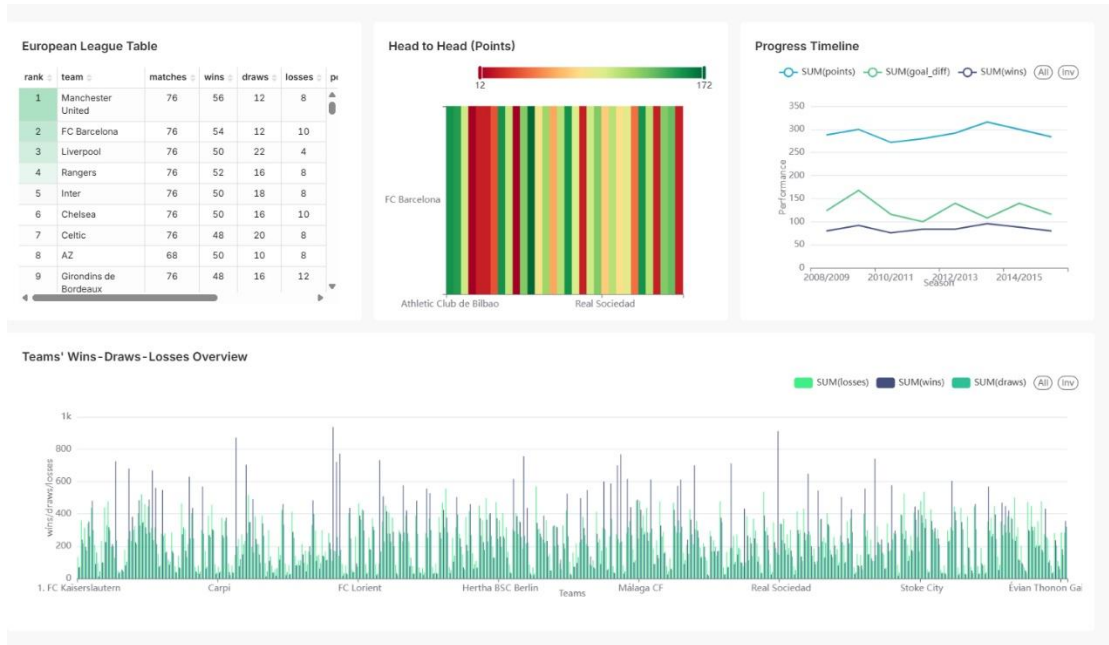 European League Table
rank team matches wins draws losses
1 Manchester United 76 56 12 8
2 FC Barcelona 76 54 12 10
3 Liverpool 76 50 22 4
4 Rangers 76 52 16 8
5 Inter 76 50 18 8
6 Chelsea 76 50 16 10
7 Celtic 76 48 20 8
8 AZ 68 50 10 8
9 Girondins de Bordeaux 76 48 16 12
Head to Head (Points)
12 172
FC Barcelona
Athletic Club de Bilbao Real Sociedad
Progress Timeline
SUM(points) SUM(goal_diff) SUM(wins) All Inv
350
300
250
200
150
100
50
0
Performance
2008/2009 2010/2011 2012/2013 2014/2015
Season
Teams' Wins-Draws-Losses Overview
SUM(losses) SUM(wins) SUM(draws) All Inv
1k
800
600
400
200
0
wins/draws/losses
1. FC Kaiserslautern Carpi FC Lorient Hertha BSC Berlin Málaga CF Real Sociedad Stoke City Évian Thonon Gai
Teams